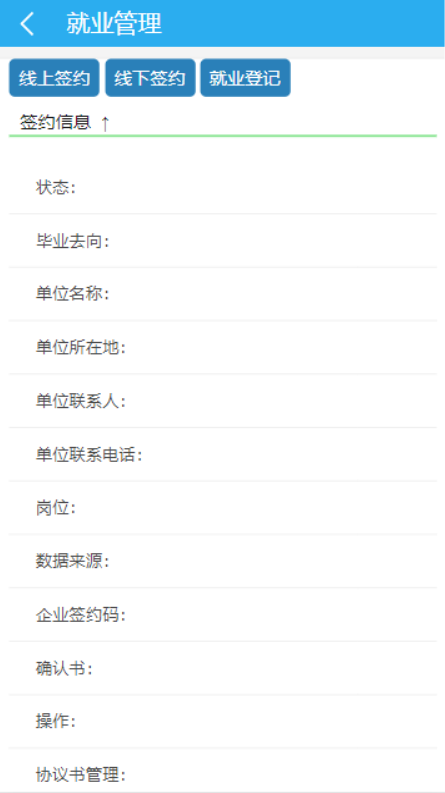 就业管理
线上签约 线下签约 就业登记
签约信息 ↑
状态:
毕业去向:
单位名称:
单位所在地:
单位联系人:
单位联系电话:
岗位:
数据来源:
企业签约码:
确认书:
操作:
协议书管理: